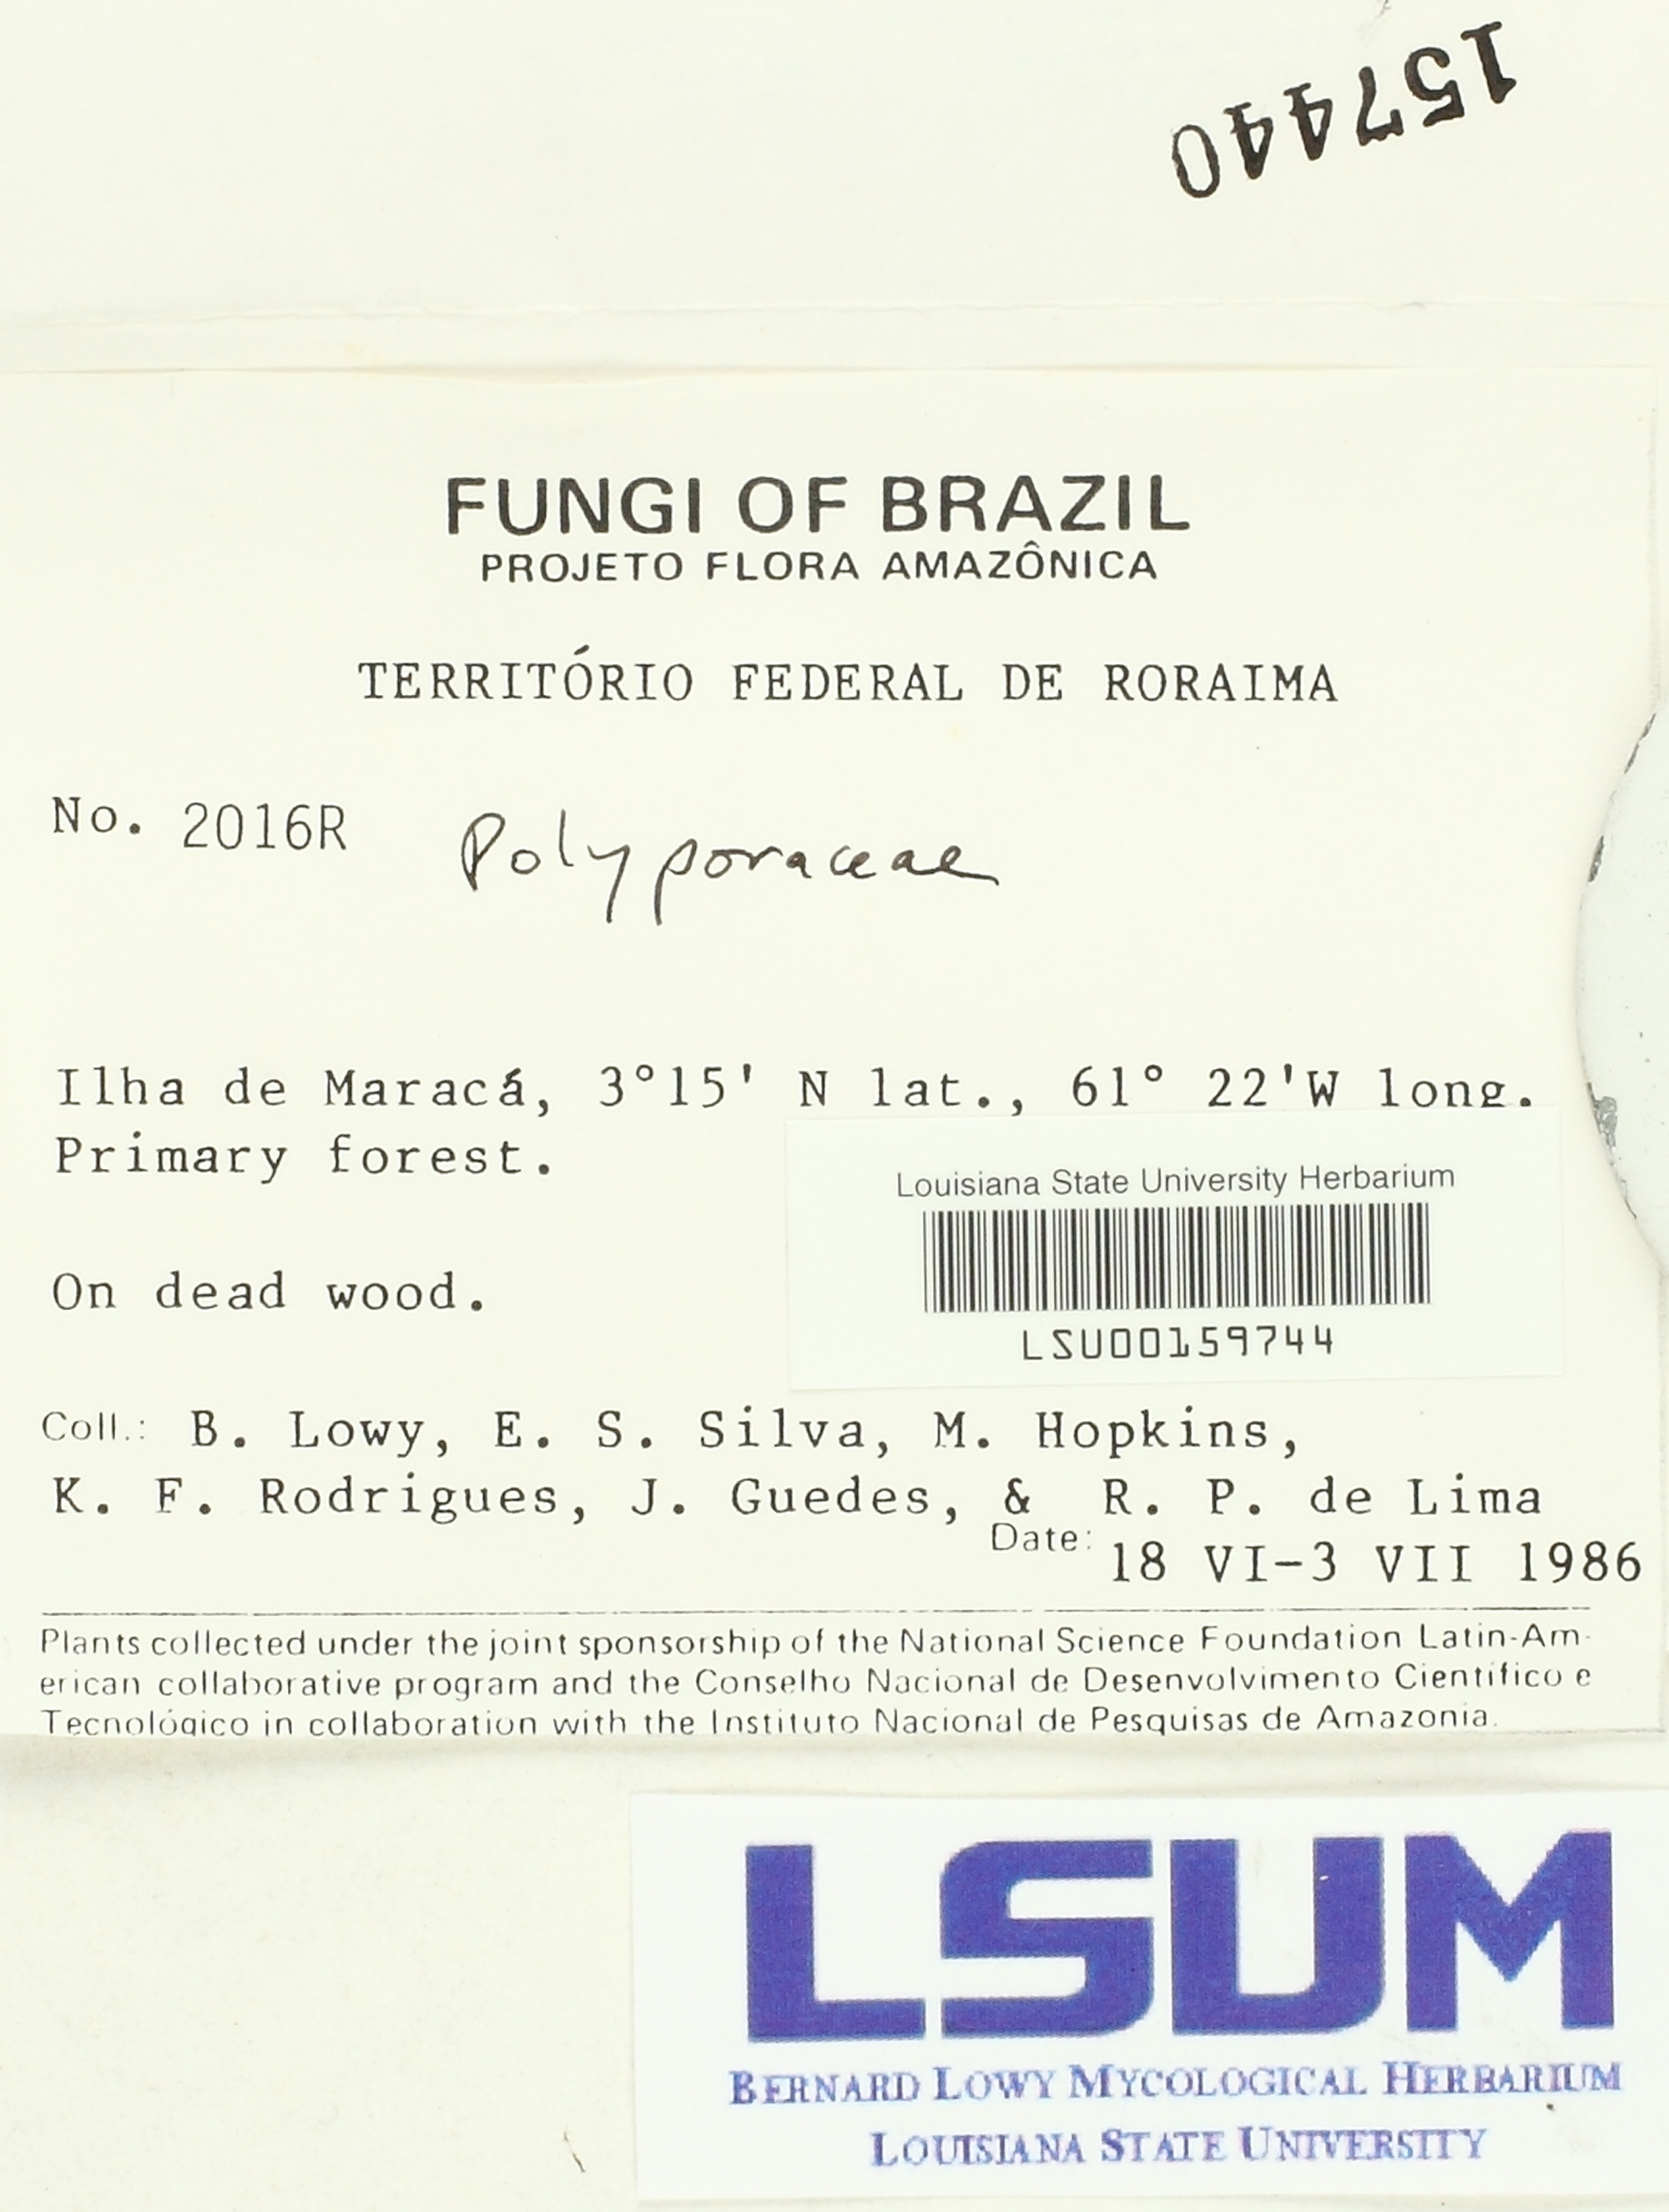 157440
FUNGI OF BRAZIL
PROJETO FLORA AMAZÔNICA
TERRITÓRIO FEDERAL DE RORAIMA
No. 2016R Polyporaceae
Ilha de Maracá, 3°15' N lat., 61° 22'W long.
Primary forest.
Louisiana State University Herbarium
LSU00159744
On dead wood.
Coll.: B. Lowy, E. S. Silva, M. Hopkins,
K. F. Rodrigues, J. Guedes, & R. P. de Lima
Date: 18 VI-3 VII 1986
Plants collected under the joint sponsorship of the National Science Foundation Latin-Am-
erican collaborative program and the Conselho Nacional de Desenvolvimento Cientifico e
Tecnológico in collaboration with the Instituto Nacional de Pesquisas de Amazonia.
LSUM
BERNARD LOWY MYCOLOGICAL HERBARIUM
LOUISIANA STATE UNIVERSITY